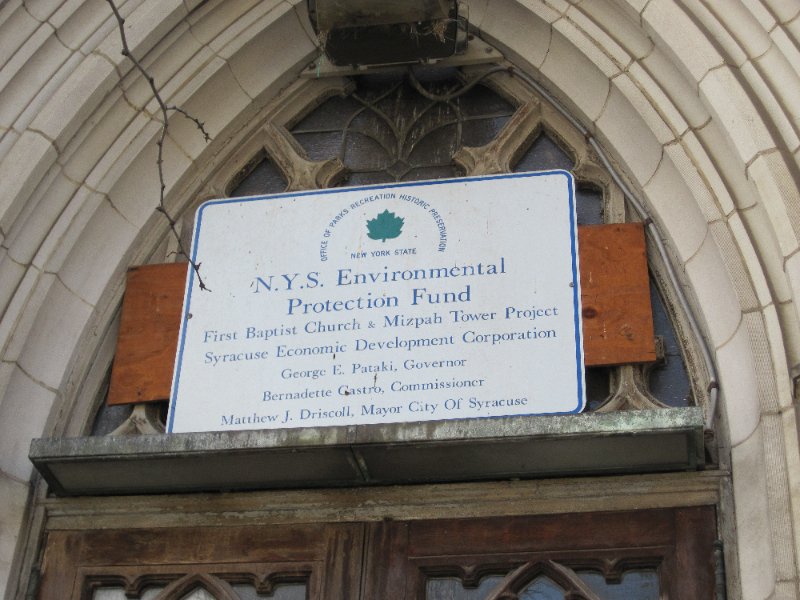 OFFICE OF PARKS RECREATION HISTORIC PRESERVATION
NEW YORK STATE
N.Y.S. Environmental
Protection Fund
First Baptist Church & Mizpah Tower Project
Syracuse Economic Development Corporation
George E. Pataki, Governor
Bernadette Castro, Commissioner
Matthew J. Driscoll, Mayor City Of Syracuse